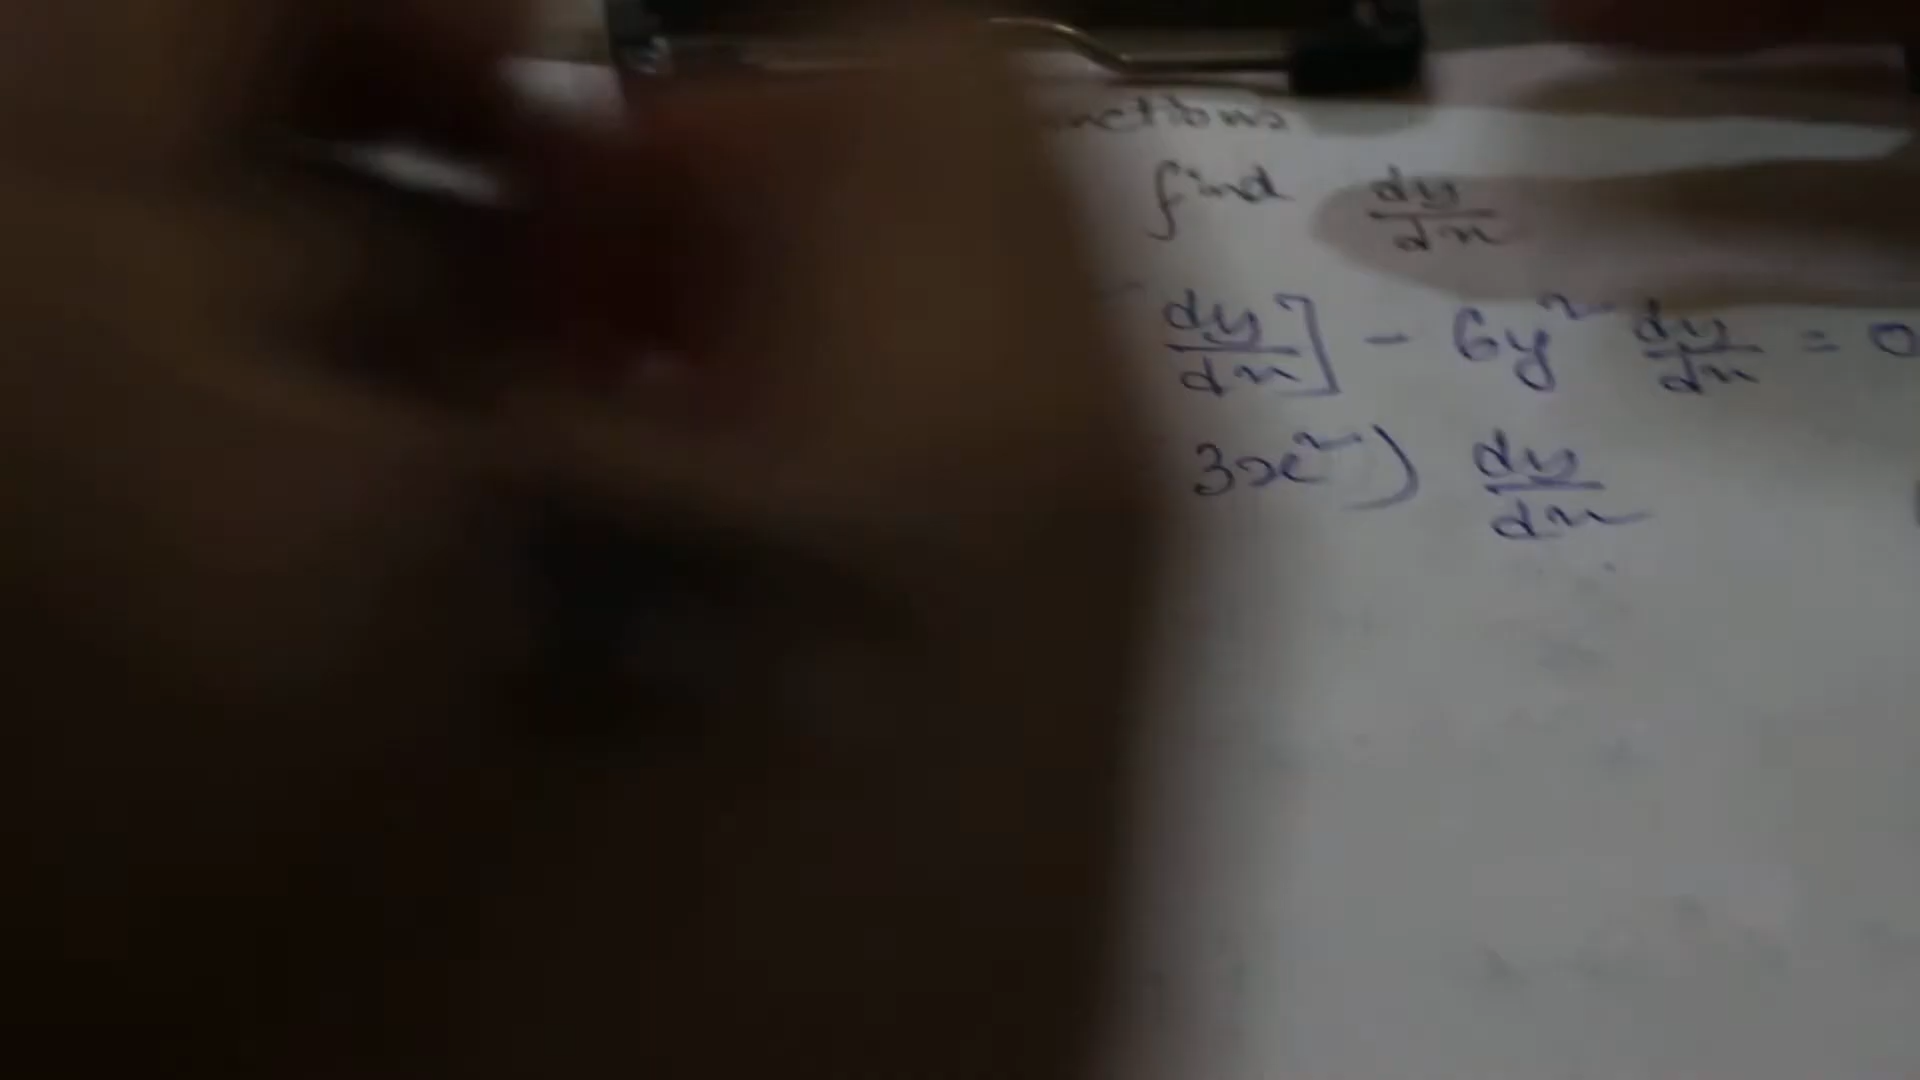 nctions
find dy/dx
dy/dx] - 6y² dy/dx = 0
3x²) dy/dx